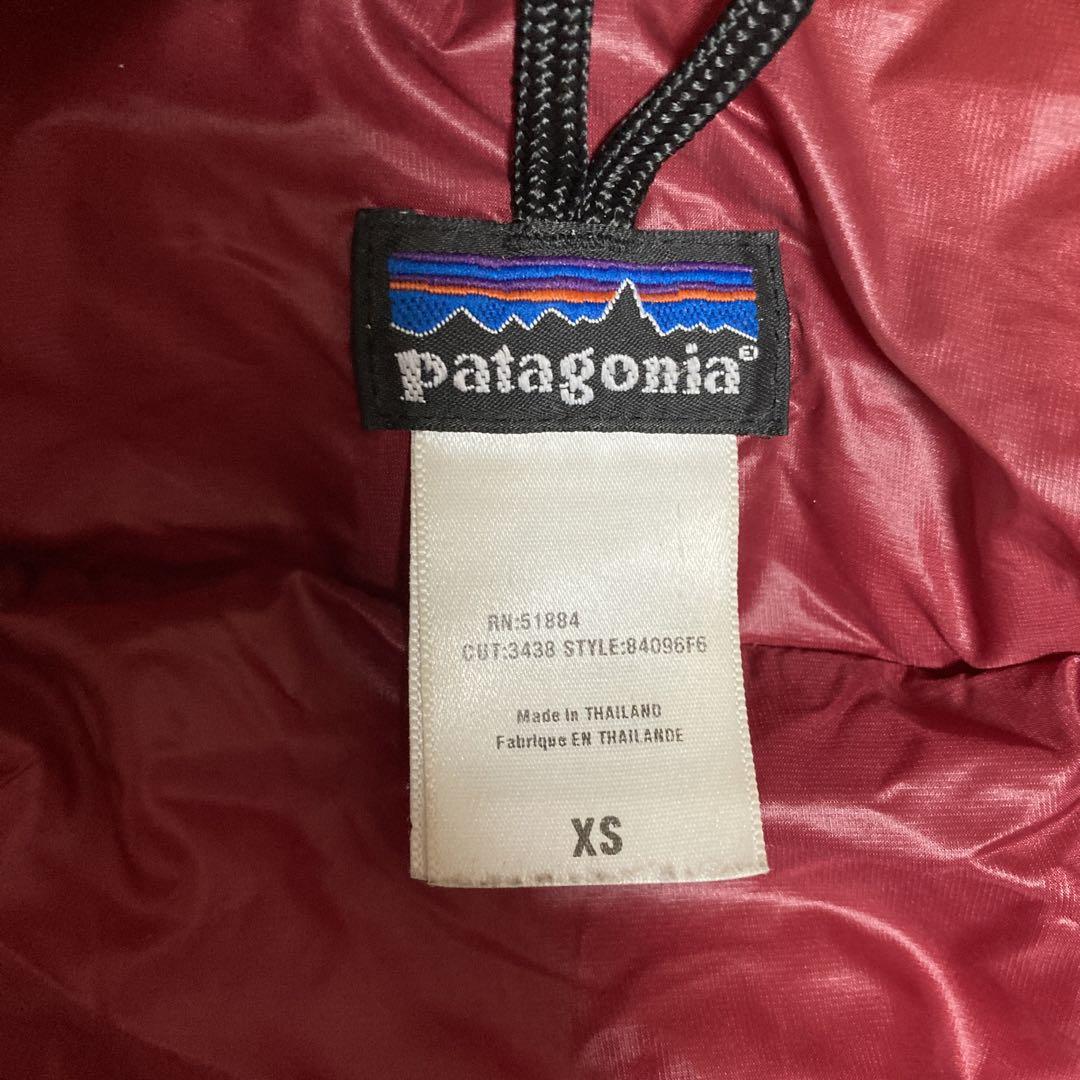 patagonia®
RN:51884
CUT:3438 STYLE:84096F6
Made in THAILAND
Fabrique EN THAILANDE
XS